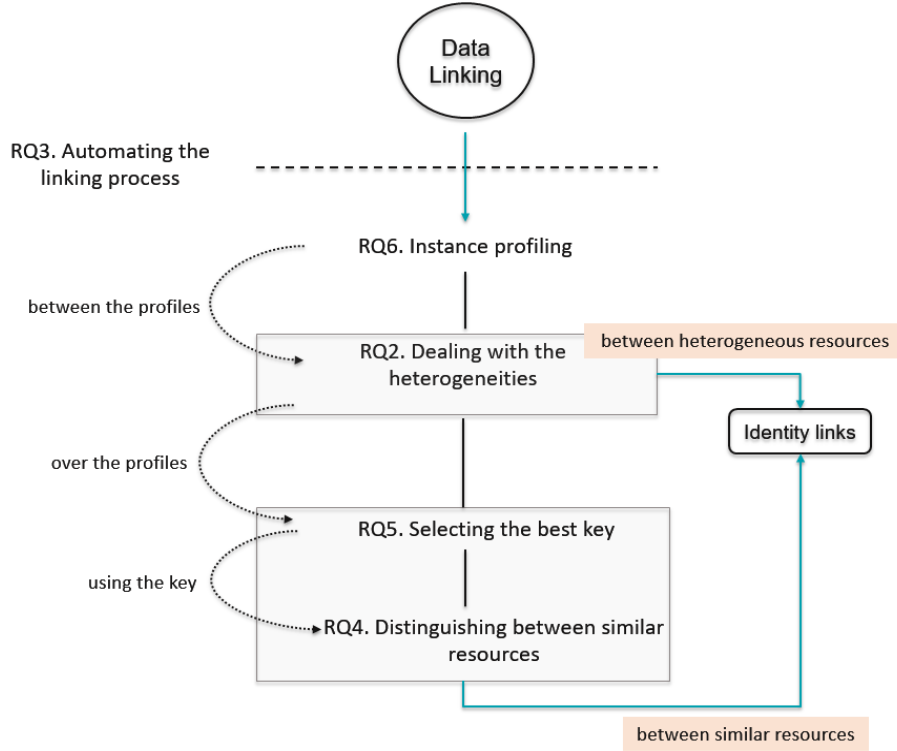 Data
Linking
RQ3. Automating the
linking process
RQ6. Instance profiling
between the profiles
between heterogeneous resources
RQ2. Dealing with the
heterogeneities
Identity links
over the profiles
RQ5. Selecting the best key
using the key
RQ4. Distinguishing between similar
resources
between similar resources